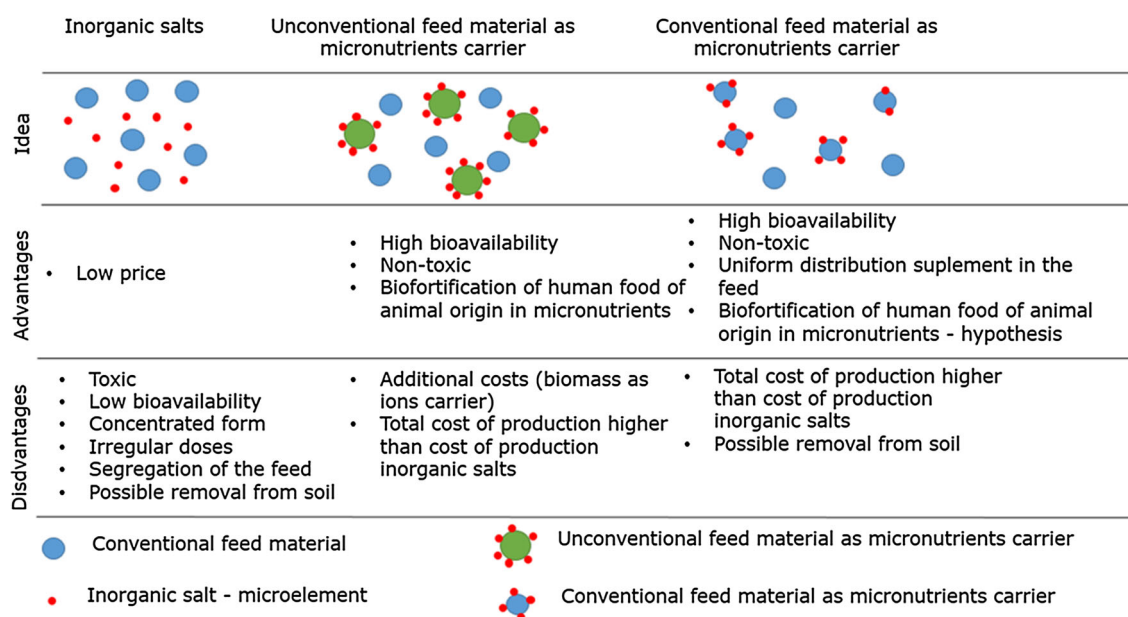 Inorganic salts
Unconventional feed material as
micronutrients carrier
Conventional feed material as
micronutrients carrier
Idea
Advantages
• Low price
• High bioavailability
• Non-toxic
• Biofortification of human food of
animal origin in micronutrients
• High bioavailability
• Non-toxic
• Uniform distribution suplement in the
feed
• Biofortification of human food of animal
origin in micronutrients - hypothesis
Disdvantages
• Toxic
• Low bioavailability
• Concentrated form
• Irregular doses
• Segregation of the feed
• Possible removal from soil
• Additional costs (biomass as
ions carrier)
• Total cost of production higher
than cost of production
inorganic salts
• Total cost of production higher
than cost of production
inorganic salts
• Possible removal from soil
Conventional feed material
Unconventional feed material as micronutrients carrier
Inorganic salt - microelement
Conventional feed material as micronutrients carrier